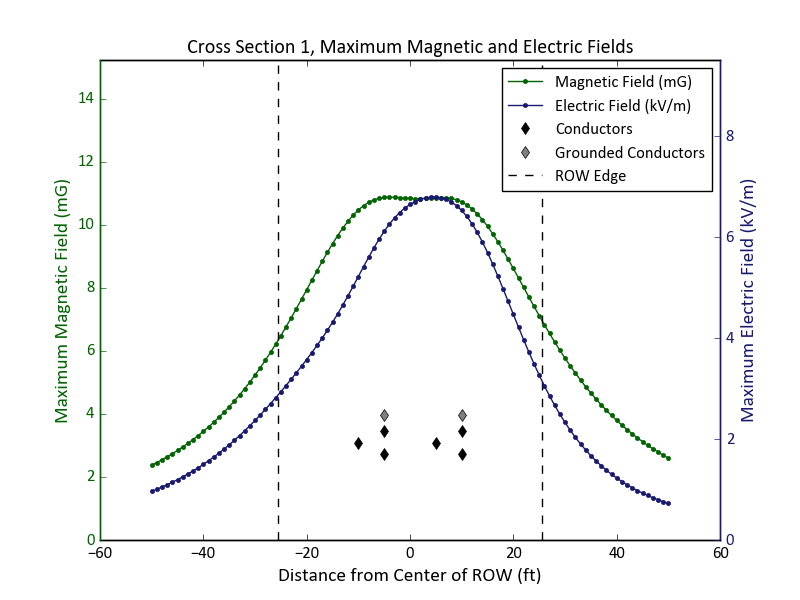 Cross Section 1, Maximum Magnetic and Electric Fields
Magnetic Field (mG)
Electric Field (kV/m)
Conductors
Grounded Conductors
ROW Edge
Maximum Magnetic Field (mG)
14
12
10
8
6
4
2
0
Maximum Electric Field (kV/m)
8
6
4
2
0
−60 −40 −20 0 20 40 60
Distance from Center of ROW (ft)